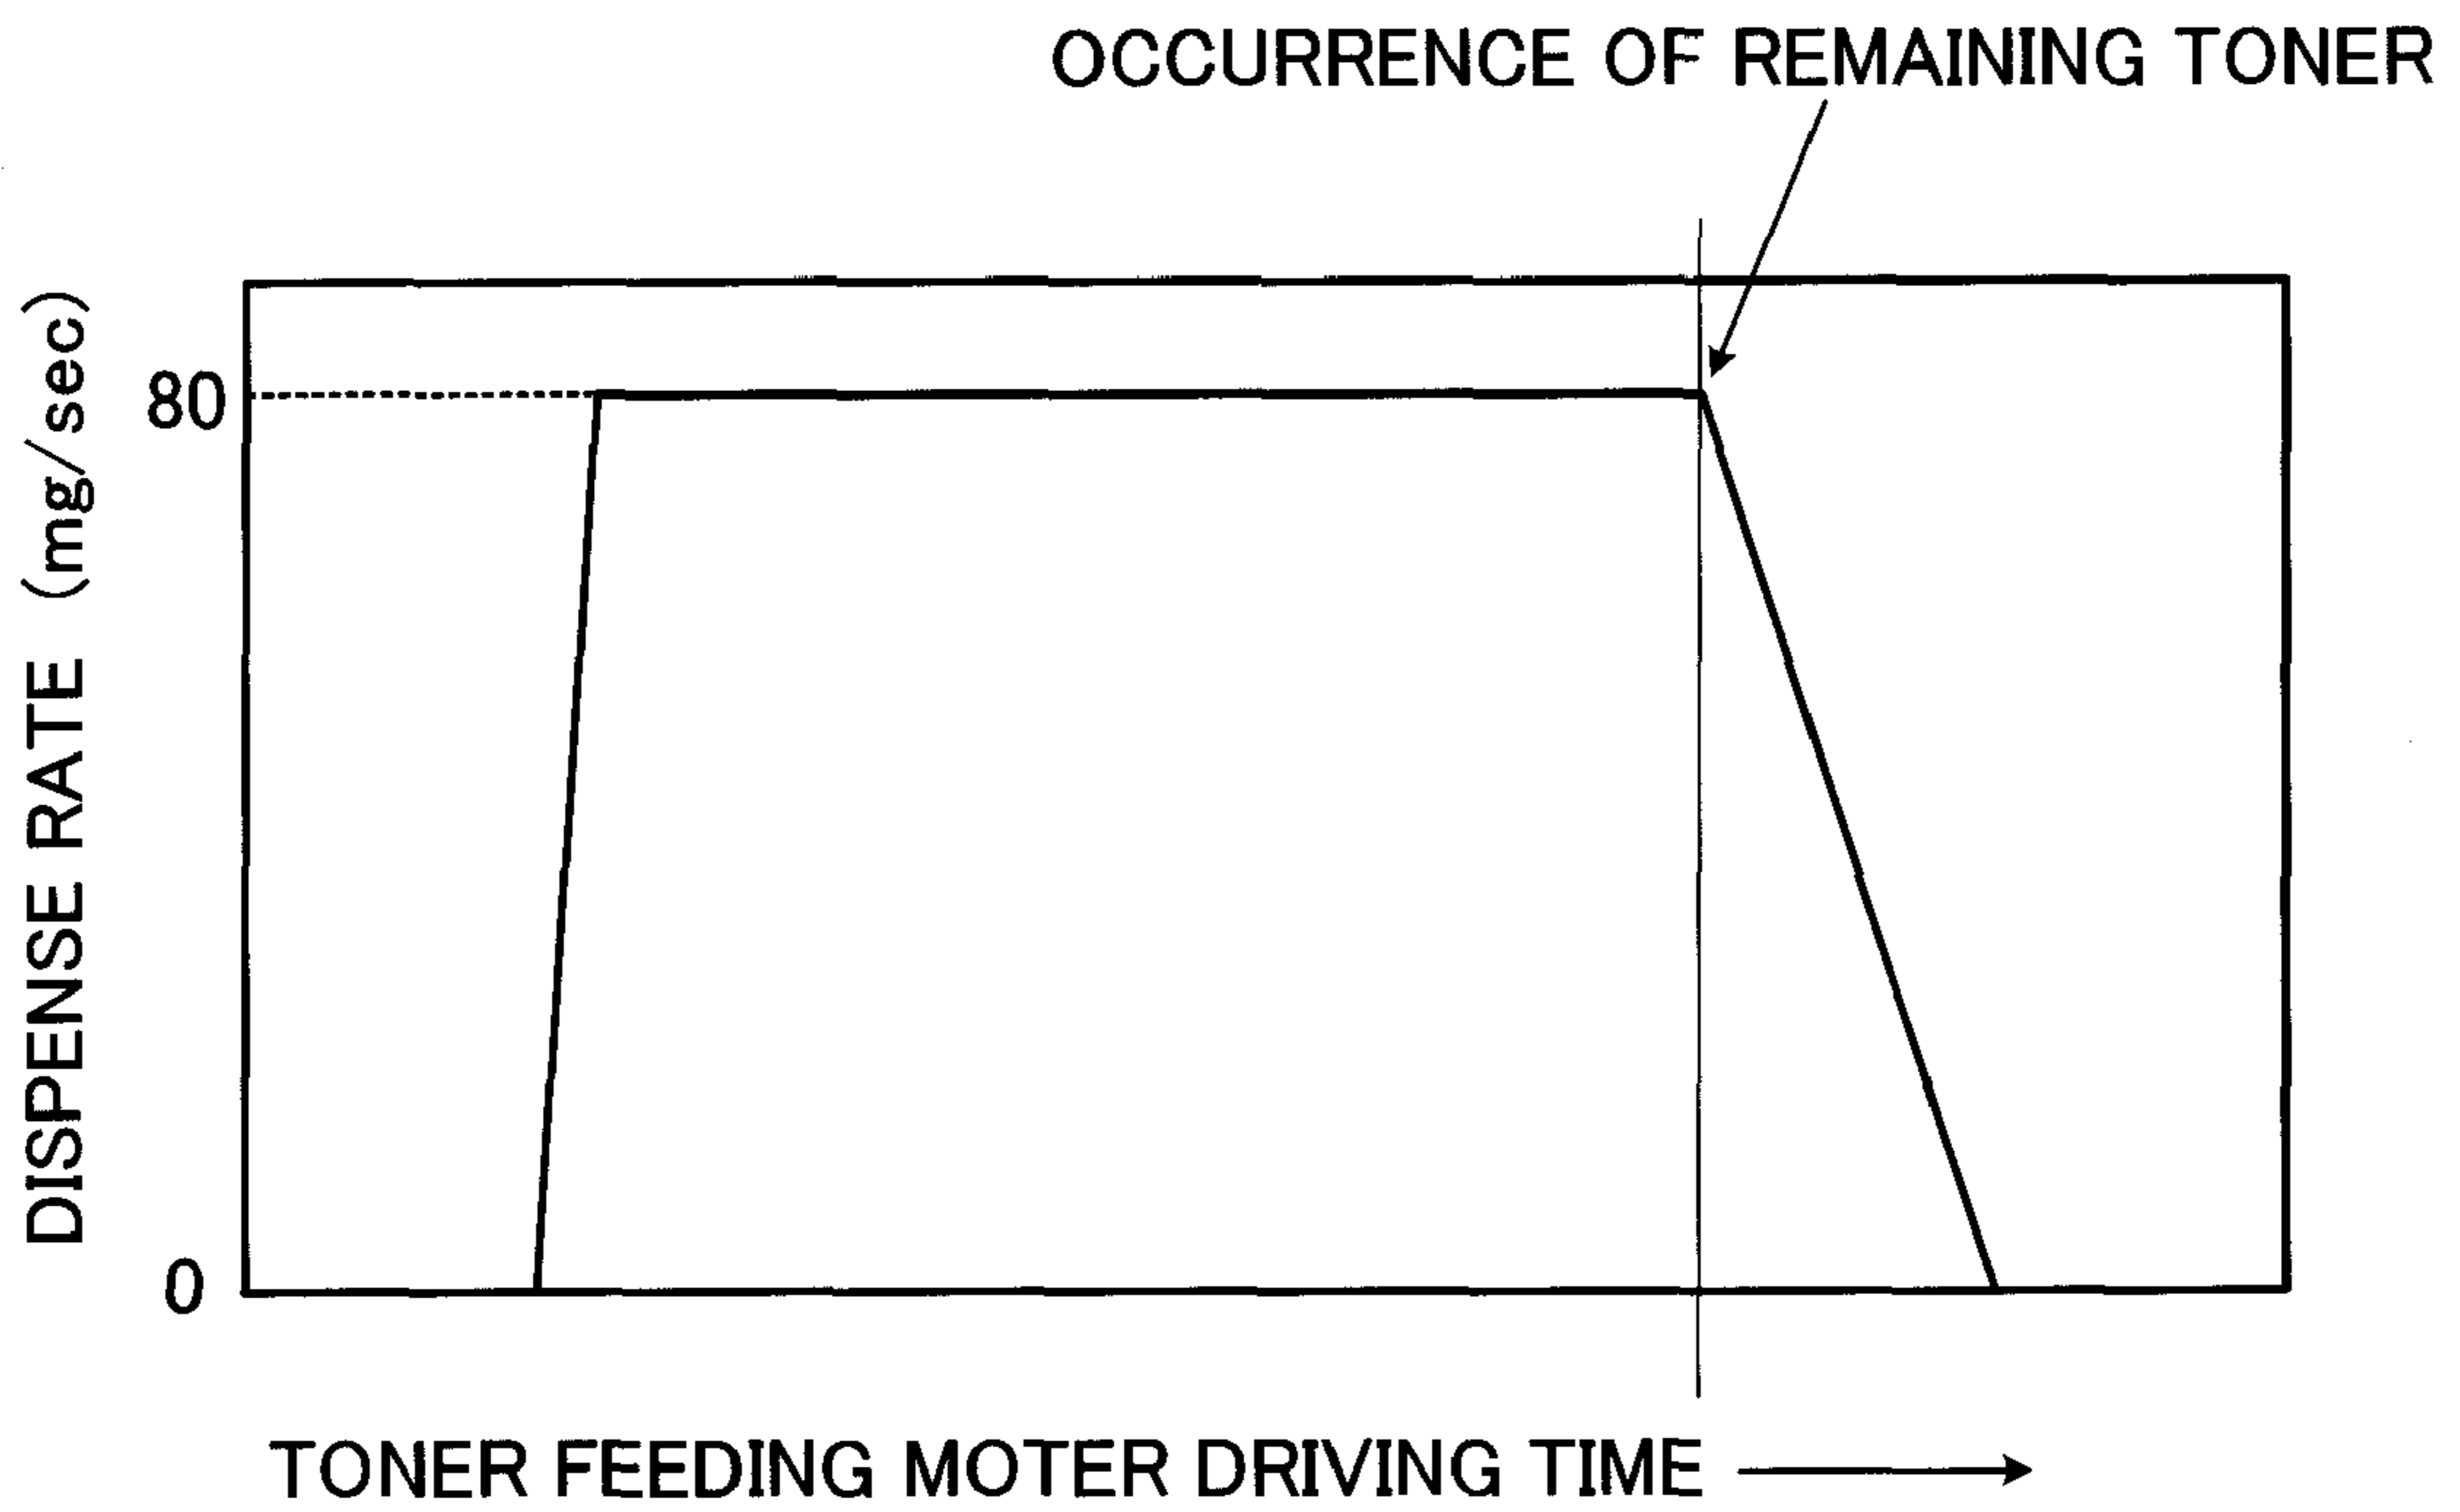 OCCURRENCE OF REMAINING TONER
DISPENSE RATE (mg/sec)
80
0
TONER FEEDING MOTER DRIVING TIME